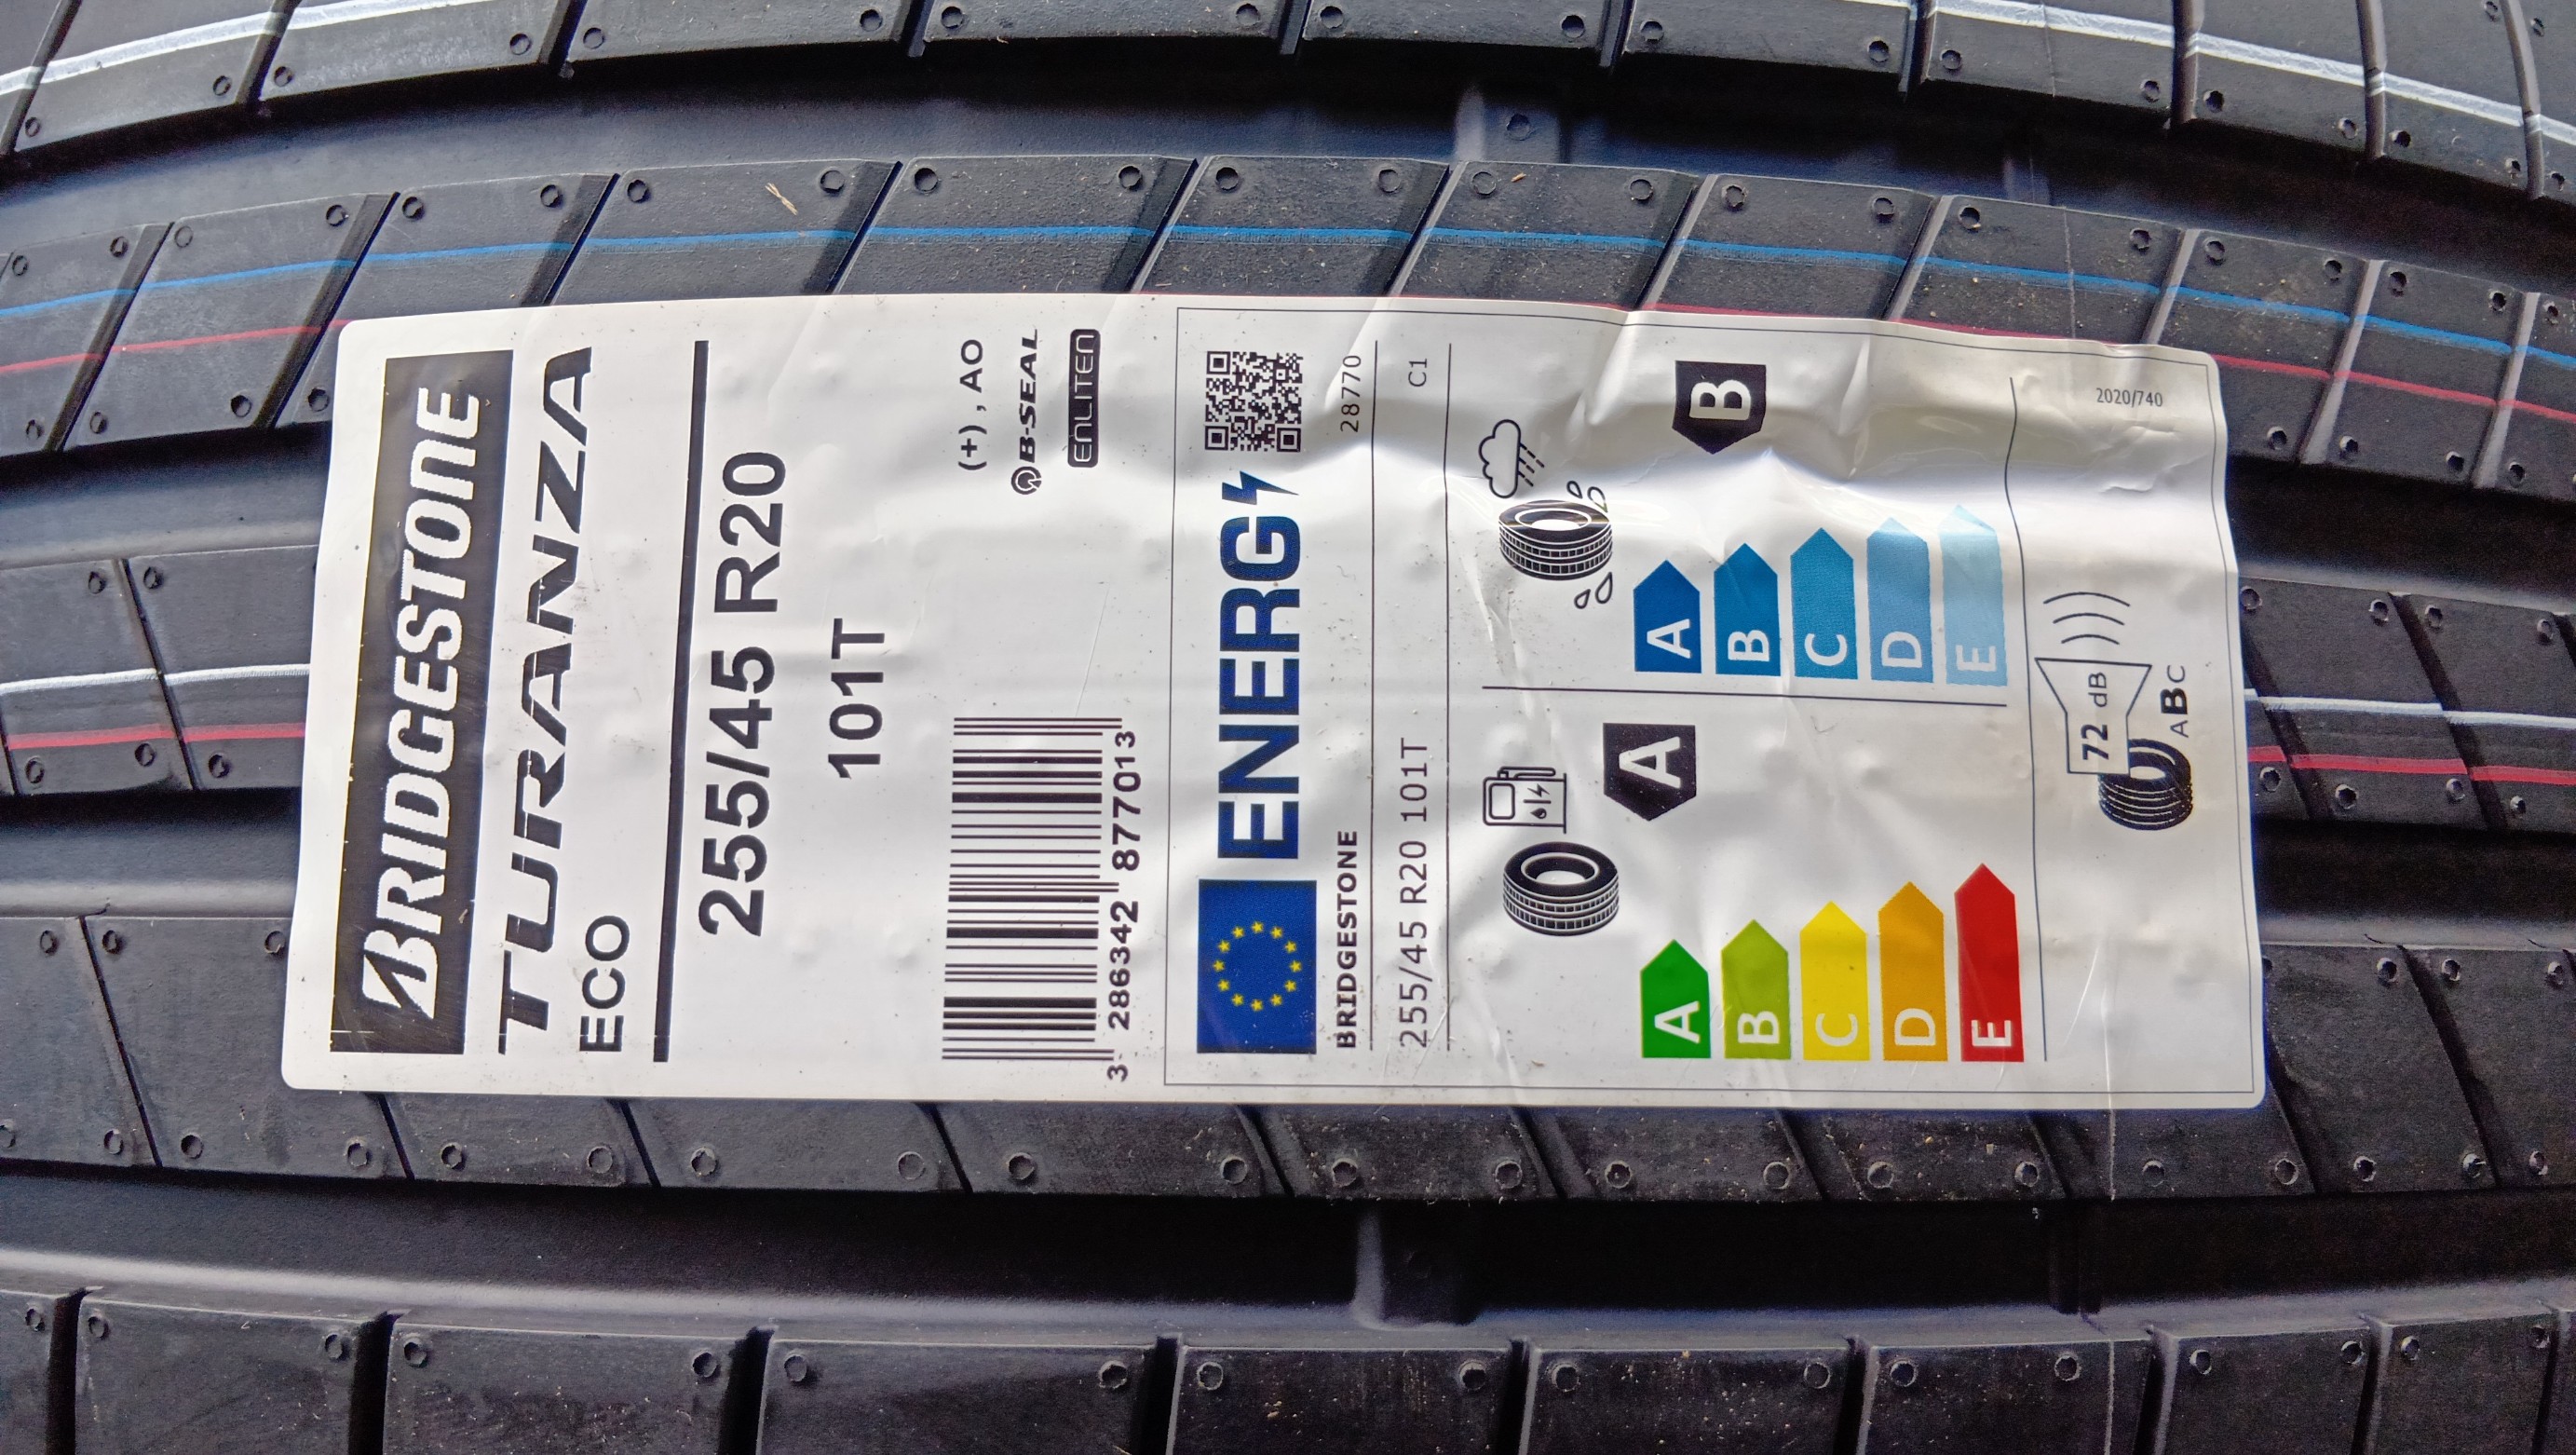 BRIDGESTONE
TURANZA
ECO
255/45 R20
101T
(+) , AO
B-SEAL
ENLITEN
3 286342 877013
ENERG
BRIDGESTONE
28770
255/45 R20 101T
C1
A
B
A
B
C
D
E
A
B
C
D
E
72 dB
ABC
2020/740